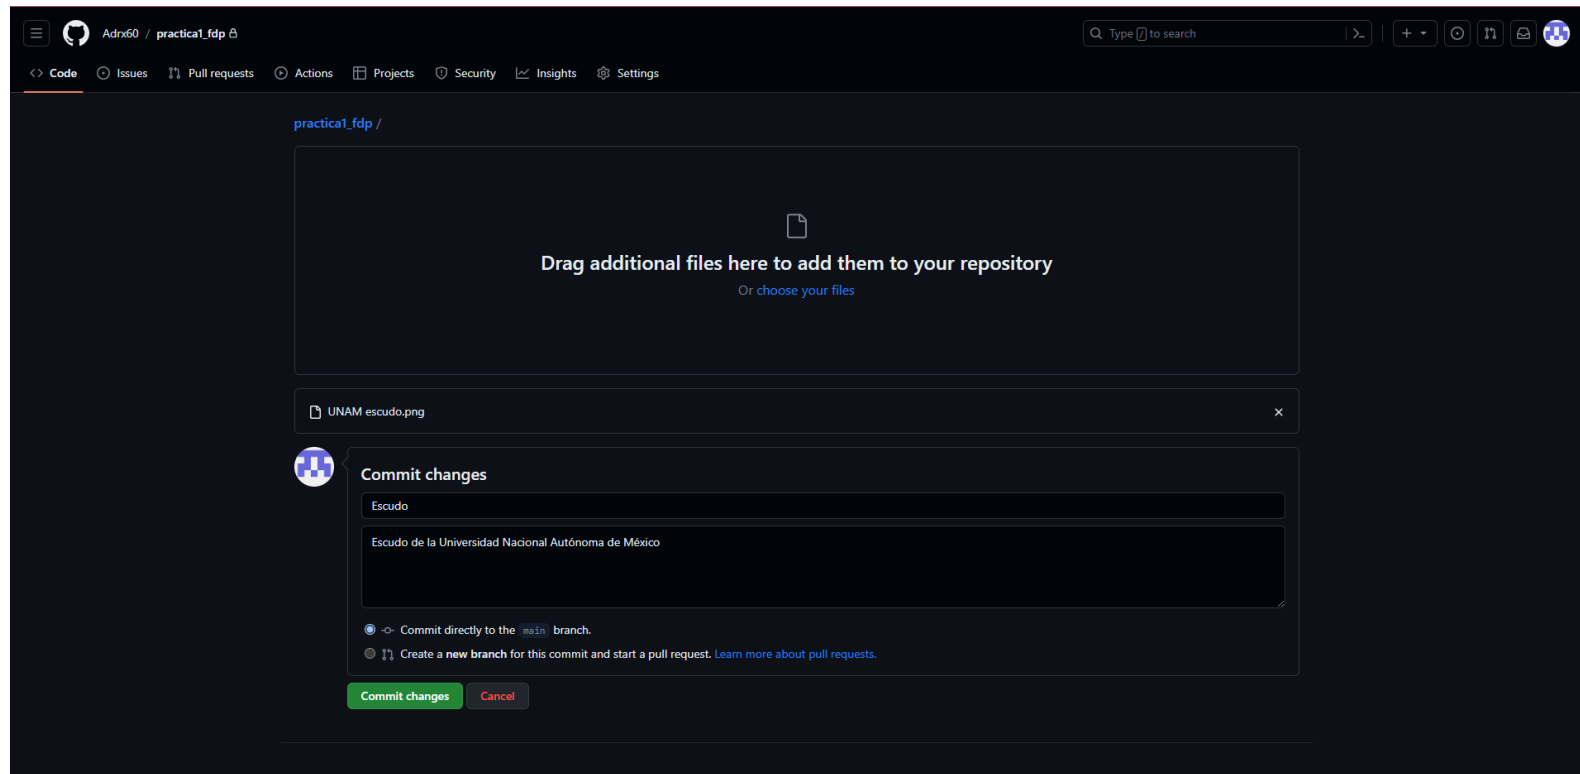 Adrx60 / practica1_fdp
Type / to search
Code Issues Pull requests Actions Projects Security Insights Settings
practica1_fdp /
Drag additional files here to add them to your repository
Or choose your files
UNAM escudo.png
Commit changes
Escudo
Escudo de la Universidad Nacional Autónoma de México
Commit directly to the main branch.
Create a new branch for this commit and start a pull request. Learn more about pull requests.
Commit changes Cancel